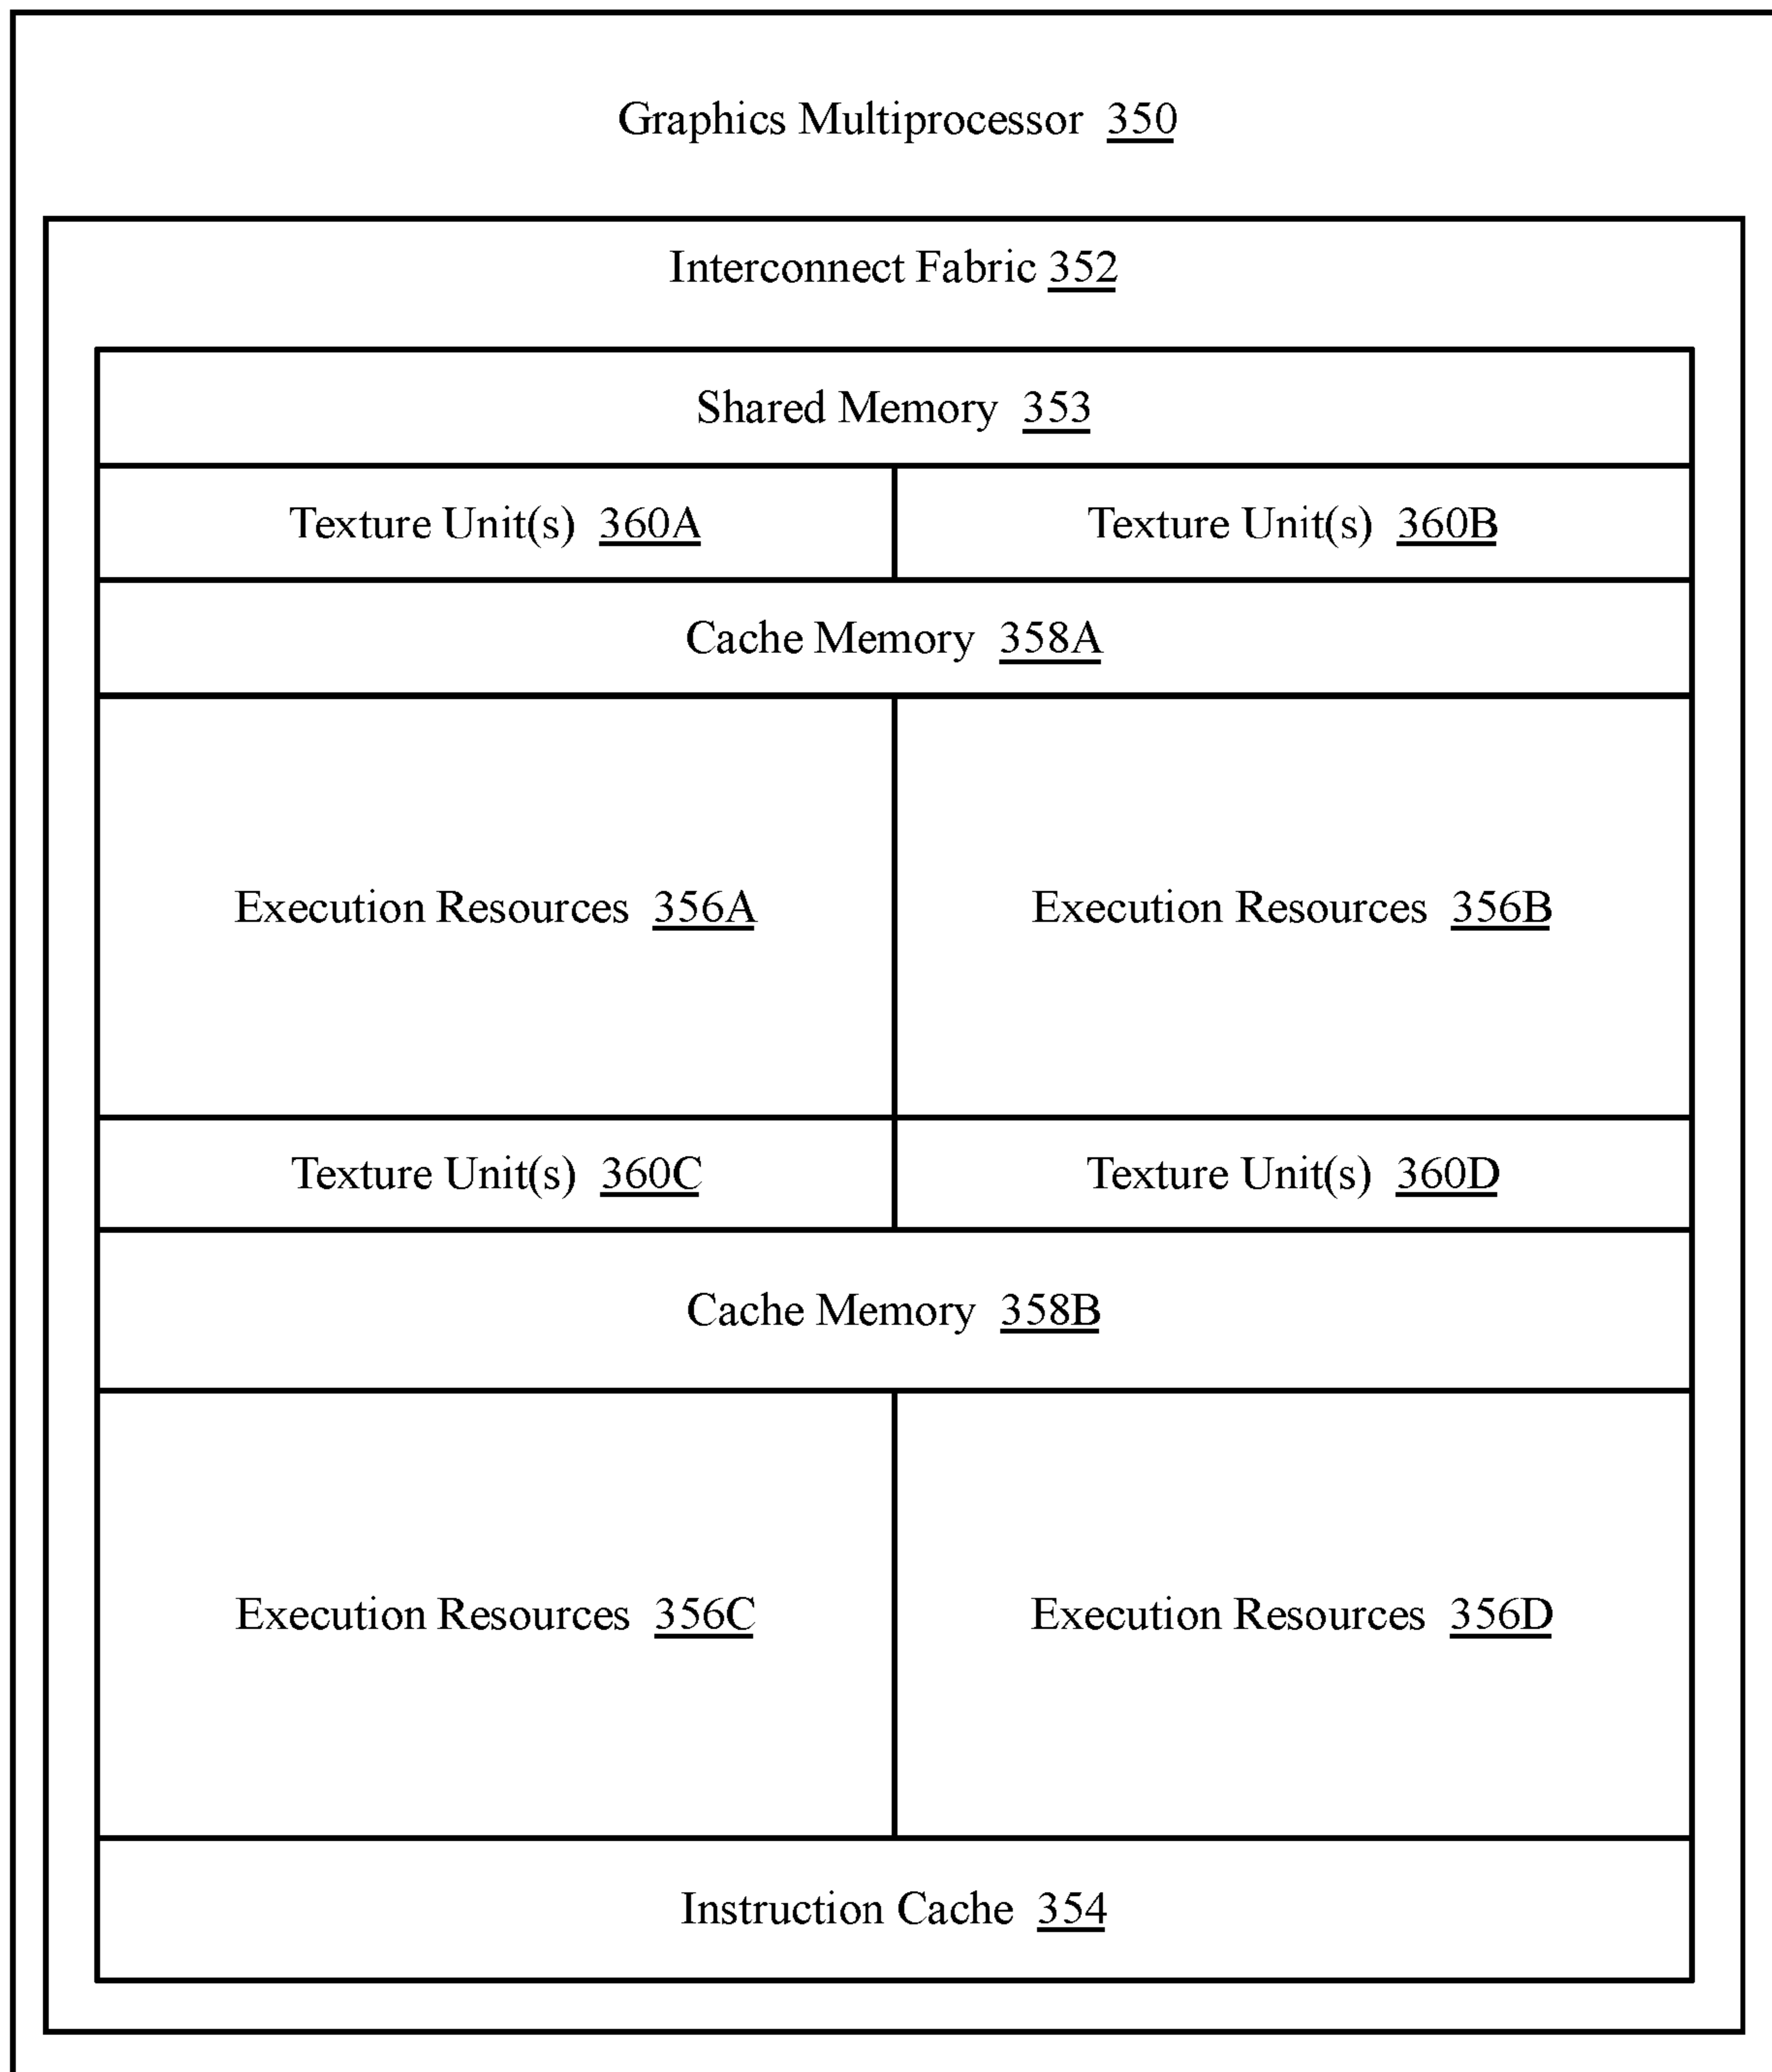 Graphics Multiprocessor 350
Interconnect Fabric 352
Shared Memory 353
Texture Unit(s) 360A
Texture Unit(s) 360B
Cache Memory 358A
Execution Resources 356A
Execution Resources 356B
Texture Unit(s) 360C
Texture Unit(s) 360D
Cache Memory 358B
Execution Resources 356C
Execution Resources 356D
Instruction Cache 354